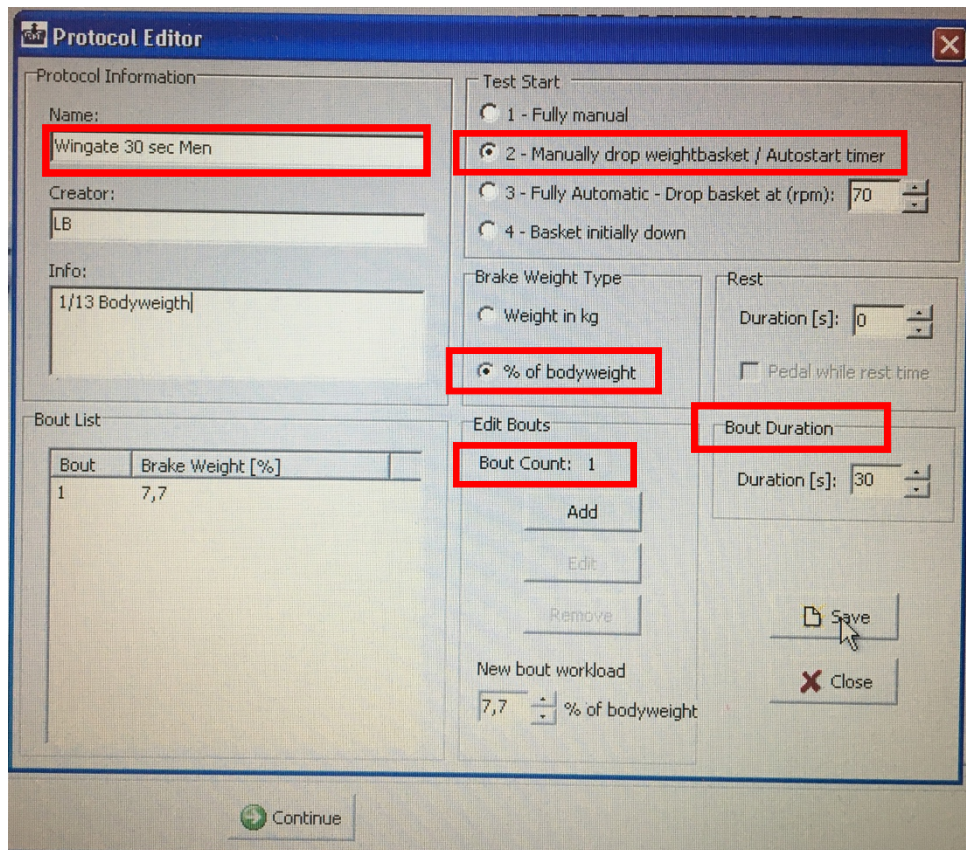 Protocol Editor
Protocol Information
Name:
Wingate 30 sec Men
Creator:
LB
Info:
1/13 Bodyweigth
Test Start
1 - Fully manual
2 - Manually drop weightbasket / Autostart timer
3 - Fully Automatic - Drop basket at (rpm): 70
4 - Basket initially down
Brake Weight Type
Weight in kg
% of bodyweight
Rest
Duration [s]: 0
Pedal while rest time
Bout List
Bout Brake Weight [%]
1 7,7
Edit Bouts
Bout Count: 1
Add
Edit
Remove
New bout workload
7,7 % of bodyweight
Bout Duration
Duration [s]: 30
Save
Close
Continue